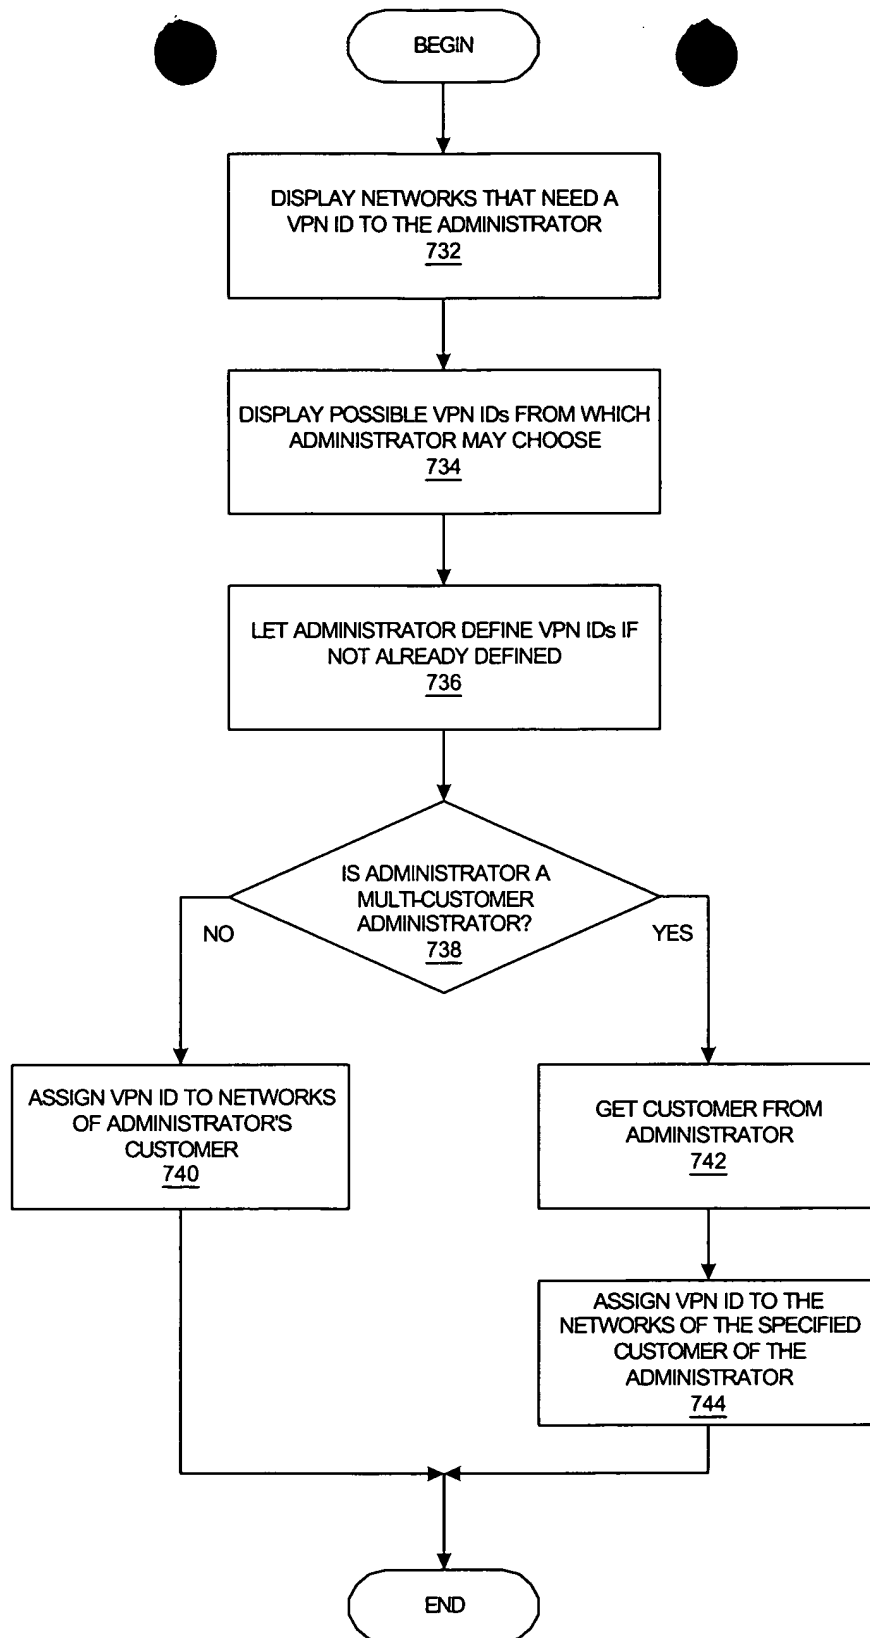 BEGIN
DISPLAY NETWORKS THAT NEED A
VPN ID TO THE ADMINISTRATOR
732
DISPLAY POSSIBLE VPN IDs FROM WHICH
ADMINISTRATOR MAY CHOOSE
734
LET ADMINISTRATOR DEFINE VPN IDs IF
NOT ALREADY DEFINED
736
IS ADMINISTRATOR A
MULTI-CUSTOMER
ADMINISTRATOR?
738
NO
YES
ASSIGN VPN ID TO NETWORKS
OF ADMINISTRATOR'S
CUSTOMER
740
GET CUSTOMER FROM
ADMINISTRATOR
742
ASSIGN VPN ID TO THE
NETWORKS OF THE SPECIFIED
CUSTOMER OF THE
ADMINISTRATOR
744
END